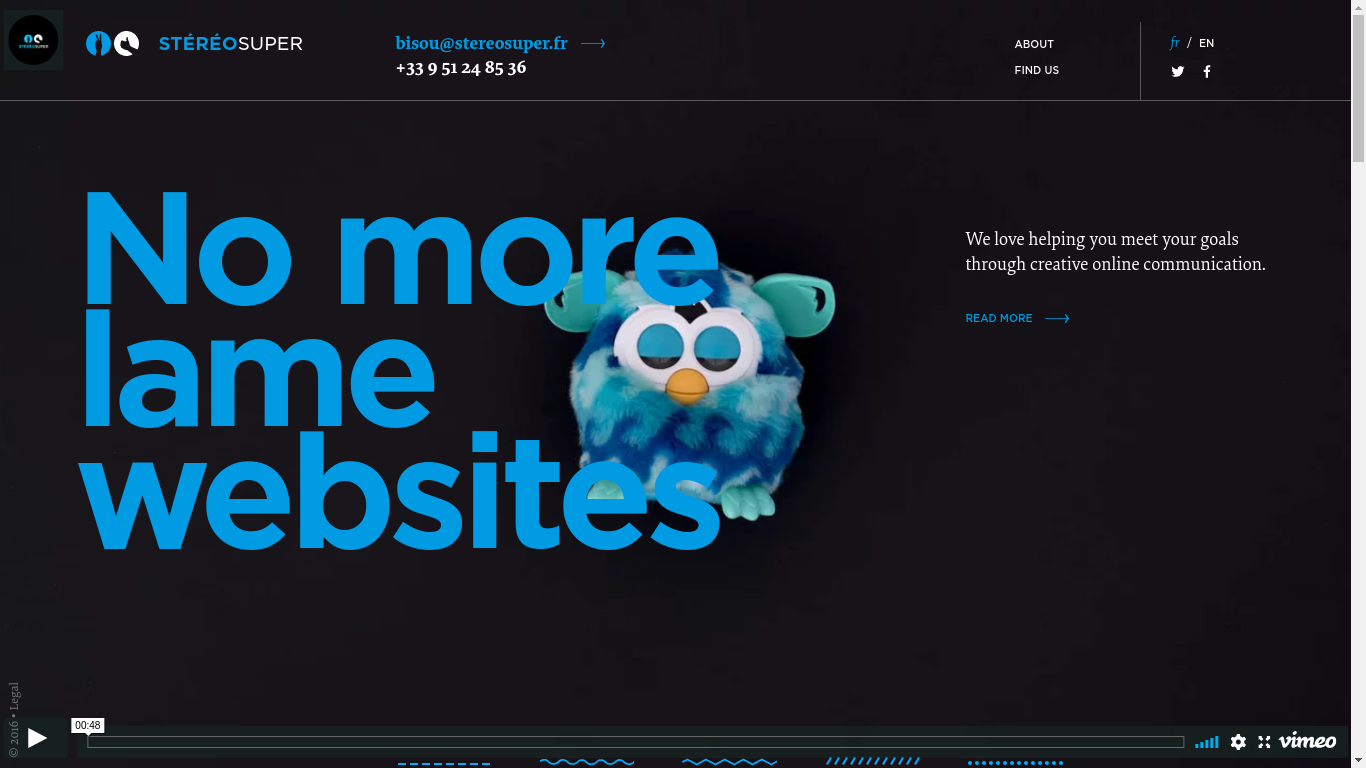 STÉRÉOSUPER
STÉRÉOSUPER
bisou@stereosuper.fr
+33 9 51 24 85 36
ABOUT
FIND US
fr / EN
No more
lame
websites
We love helping you meet your goals
through creative online communication.
READ MORE
© 2016 • Legal
00:48
vimeo